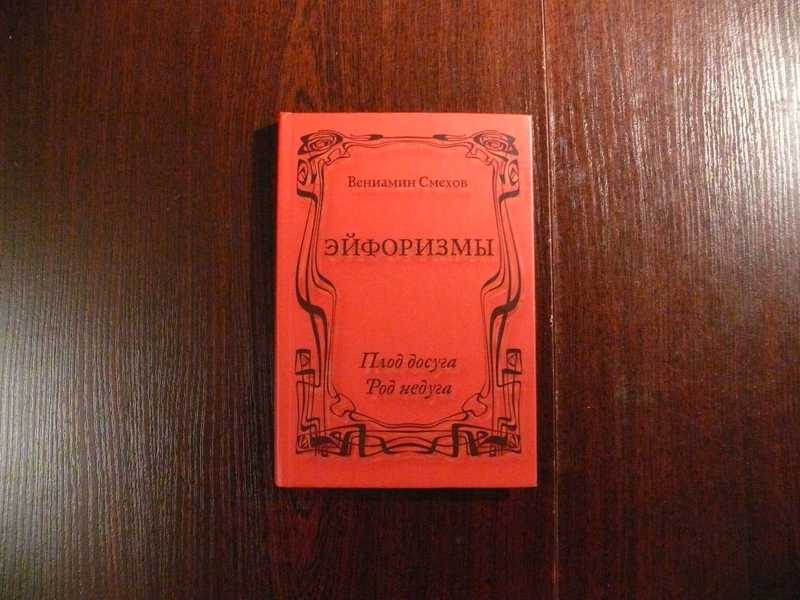 Вениамин Смехов
ЭЙФОРИЗМЫ
Плод досуга
Род недуга